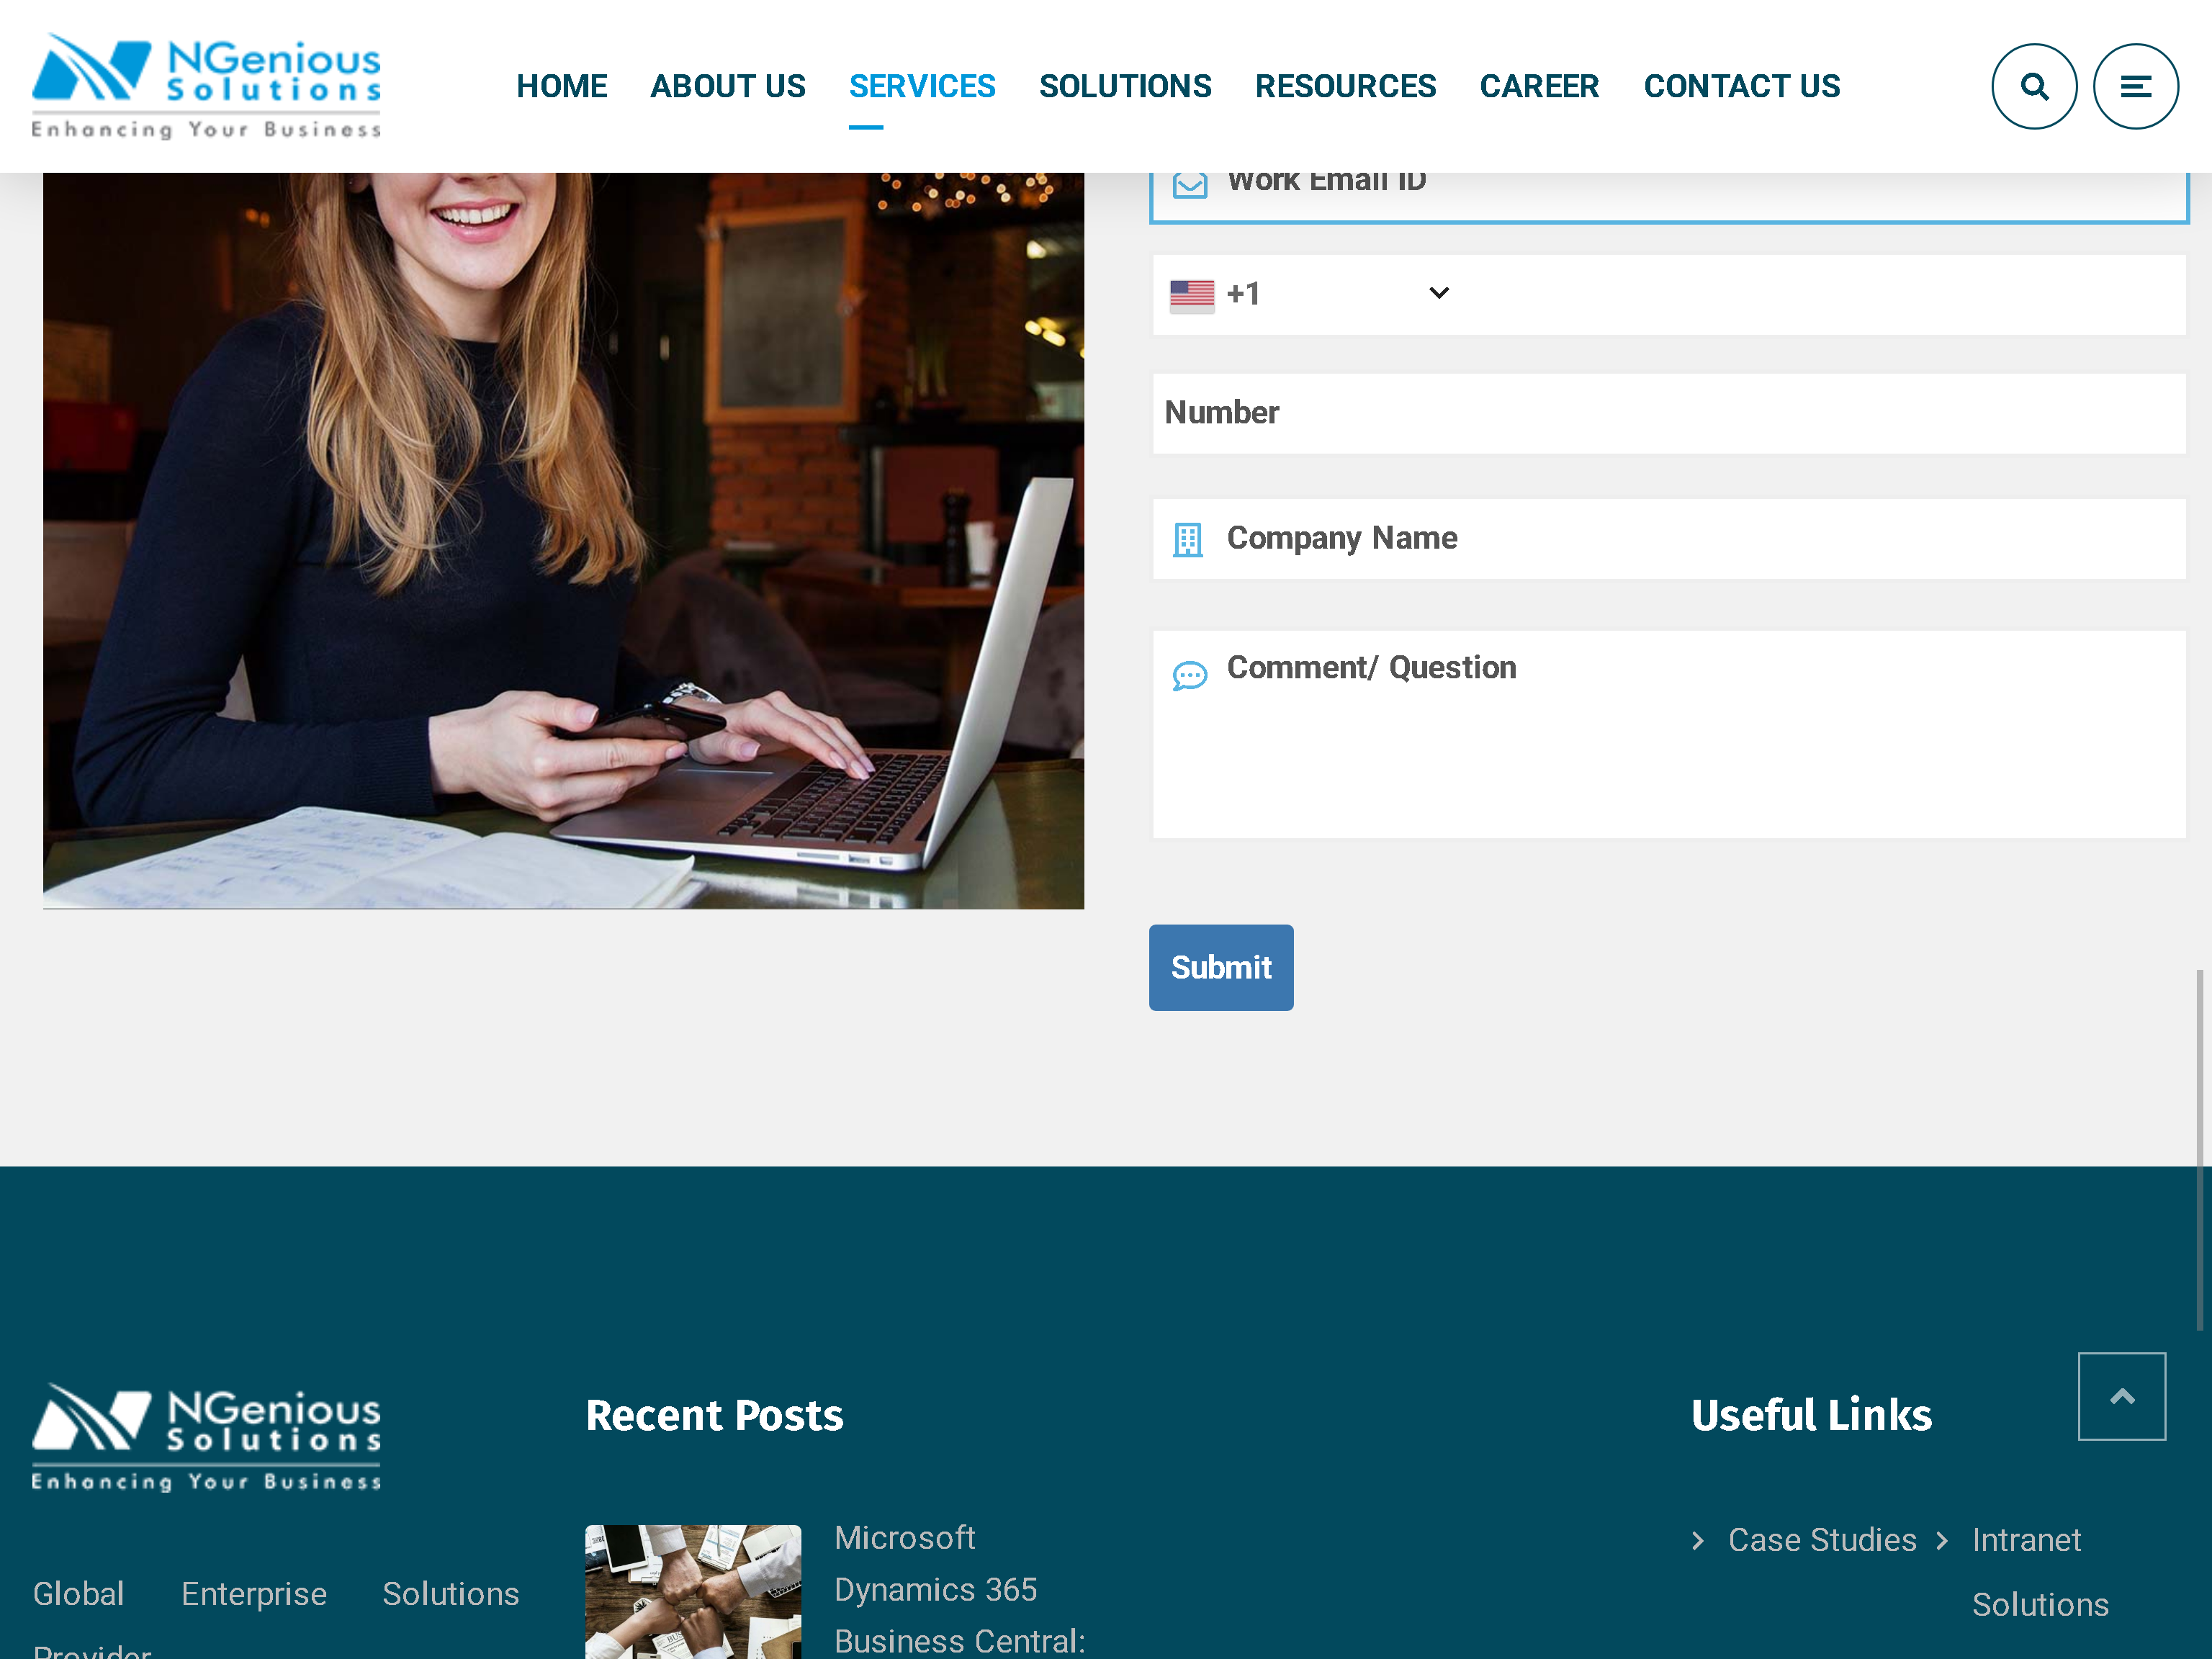 NGenious
Solutions
Enhancing Your Business
HOME ABOUT US SERVICES SOLUTIONS RESOURCES CAREER CONTACT US
Work Email ID
+1
Number
Company Name
Comment/ Question
Submit
NGenious
Solutions
Enhancing Your Business
Global Enterprise Solutions
Provider
Recent Posts
Microsoft
Dynamics 365
Business Central:
Useful Links
Case Studies
Intranet
Solutions